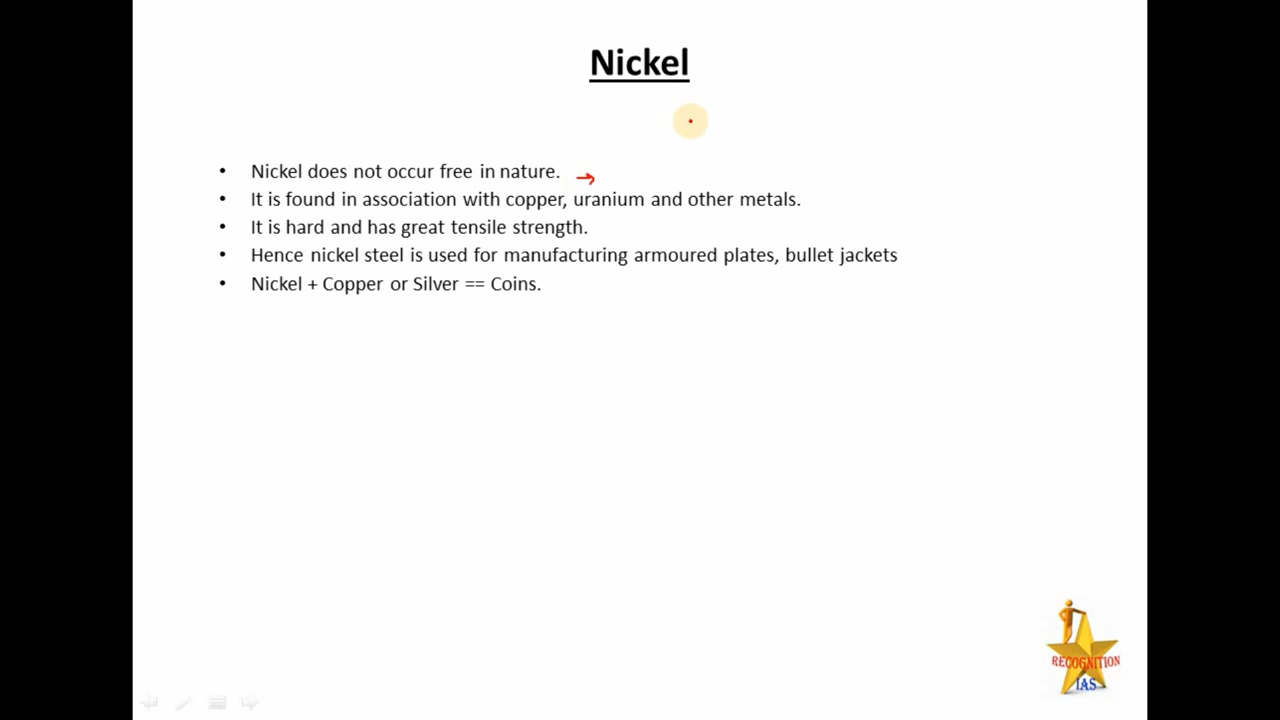 Nickel
• Nickel does not occur free in nature.
• It is found in association with copper, uranium and other metals.
• It is hard and has great tensile strength.
• Hence nickel steel is used for manufacturing armoured plates, bullet jackets
• Nickel + Copper or Silver == Coins.
RECOGNITION
IAS